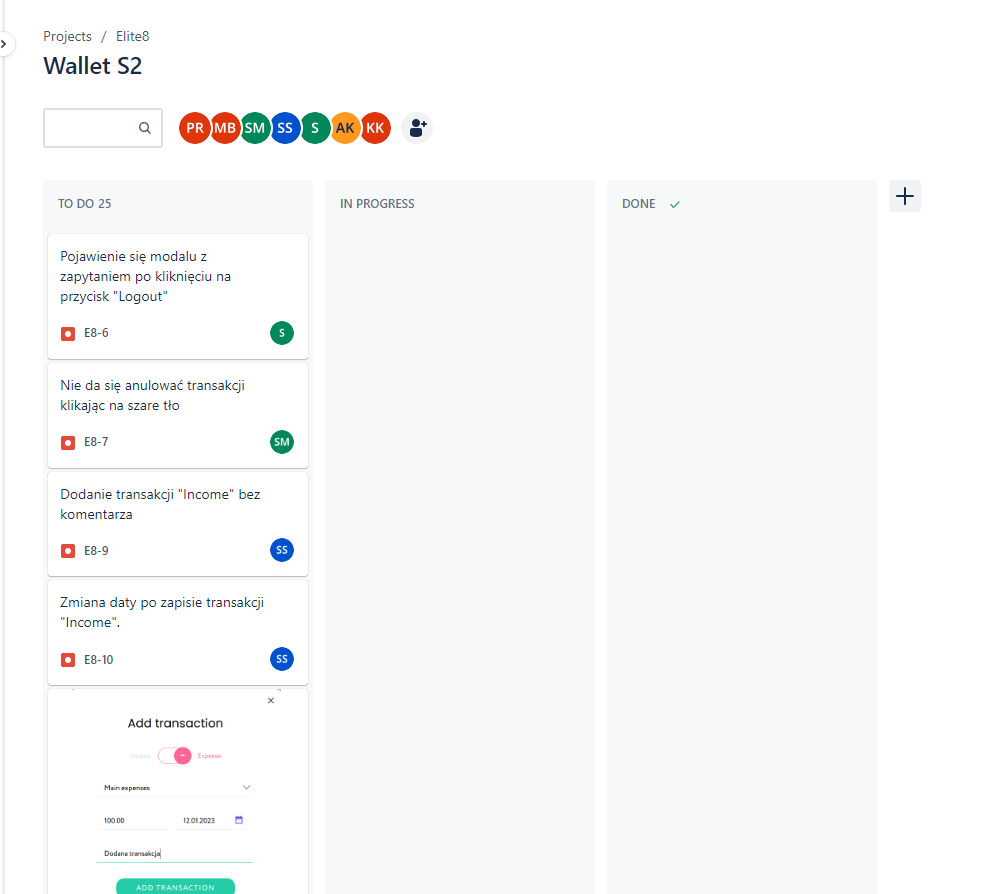 Projects / Elite8
Wallet S2
PR MB SM SS S AK KK
TO DO 25
IN PROGRESS
DONE
Pojawienie się modalu z
zapytaniem po kliknięciu na
przycisk "Logout"
E8-6
S
Nie da się anulować transakcji
klikając na szare tło
E8-7
SM
Dodanie transakcji "Income" bez
komentarza
E8-9
SS
Zmiana daty po zapisie transakcji
"Income".
E8-10
SS
Add transaction
Income Expense
Main expenses
100.00 12.01.2023
Dodana transakcja
ADD TRANSACTION